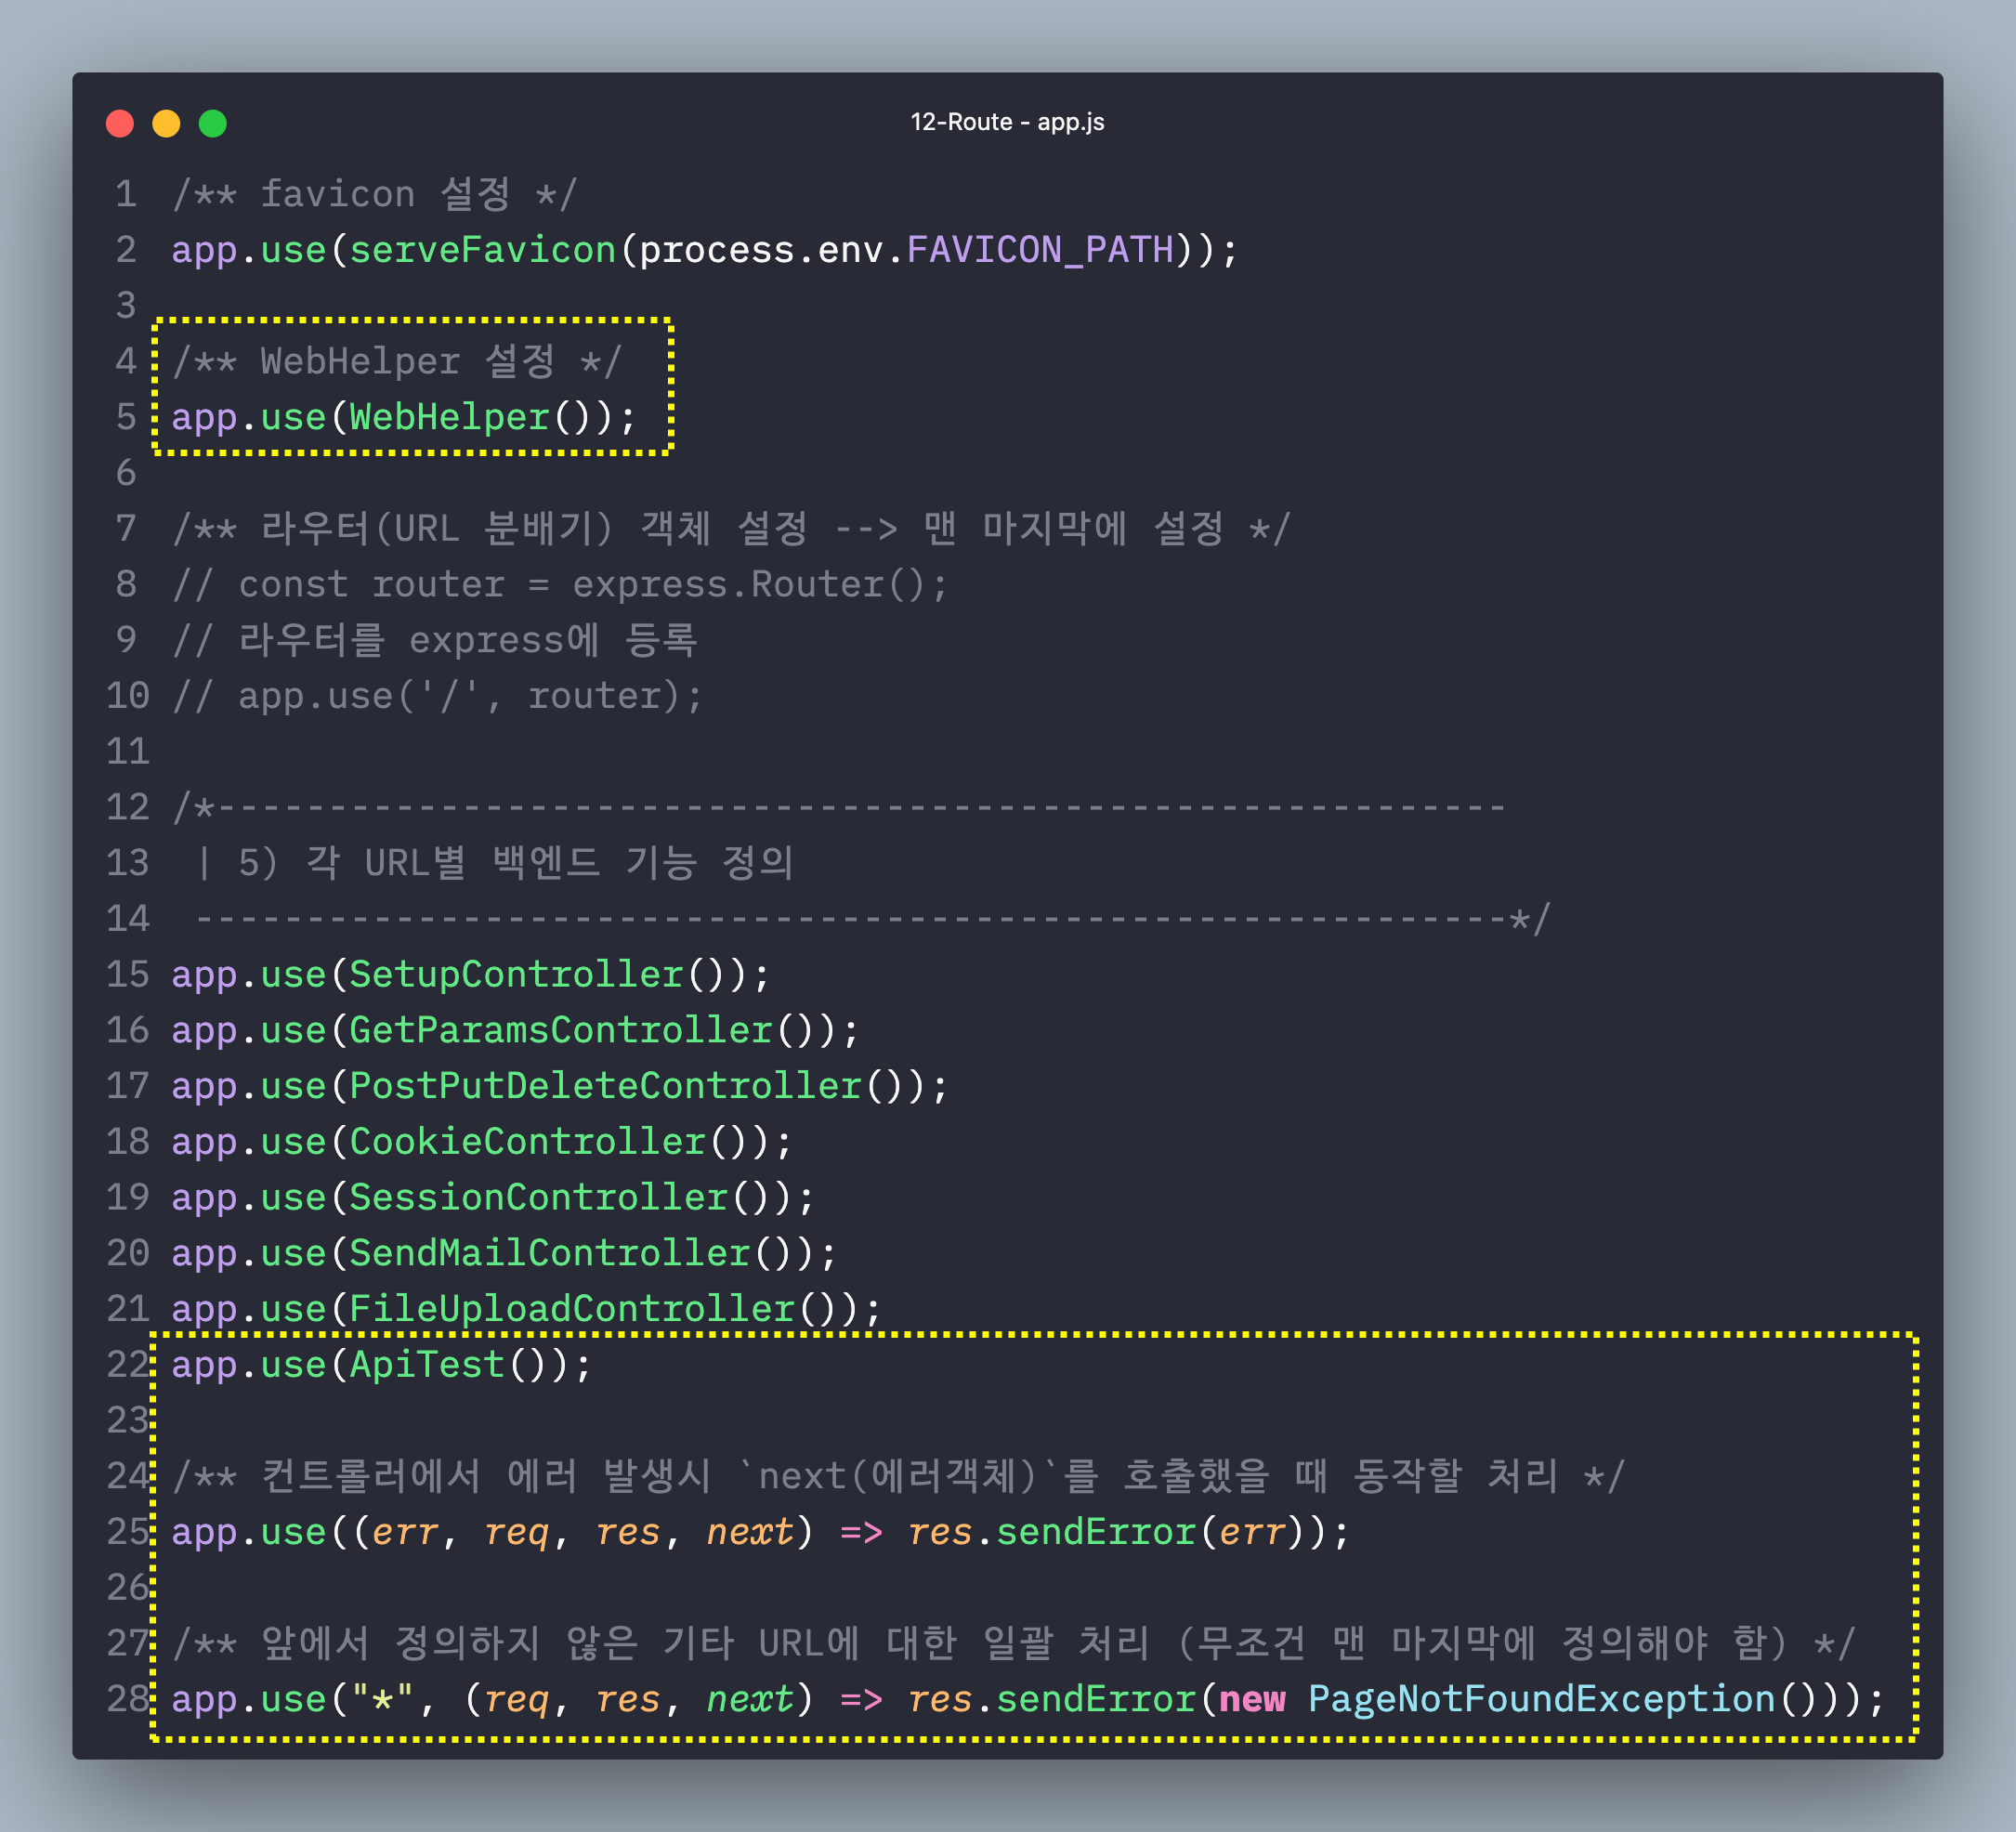 12-Route - app.js
1 /** favicon 설정 */
2 app.use(serveFavicon(process.env.FAVICON_PATH));
3
4 /** WebHelper 설정 */
5 app.use(WebHelper());
6
7 /** 라우터(URL 분배기) 객체 설정 --> 맨 마지막에 설정 */
8 // const router = express.Router();
9 // 라우터를 express에 등록
10 // app.use('/', router);
11
12 /*----------------------------------------------------------
13  | 5) 각 URL별 백엔드 기능 정의
14  -----------------------------------------------------------*/
15 app.use(SetupController());
16 app.use(GetParamsController());
17 app.use(PostPutDeleteController());
18 app.use(CookieController());
19 app.use(SessionController());
20 app.use(SendMailController());
21 app.use(FileUploadController());
22 app.use(ApiTest());
23
24 /** 컨트롤러에서 에러 발생시 `next(에러객체)`를 호출했을 때 동작할 처리 */
25 app.use((err, req, res, next) => res.sendError(err));
26
27 /** 앞에서 정의하지 않은 기타 URL에 대한 일괄 처리 (무조건 맨 마지막에 정의해야 함) */
28 app.use("*", (req, res, next) => res.sendError(new PageNotFoundException()));